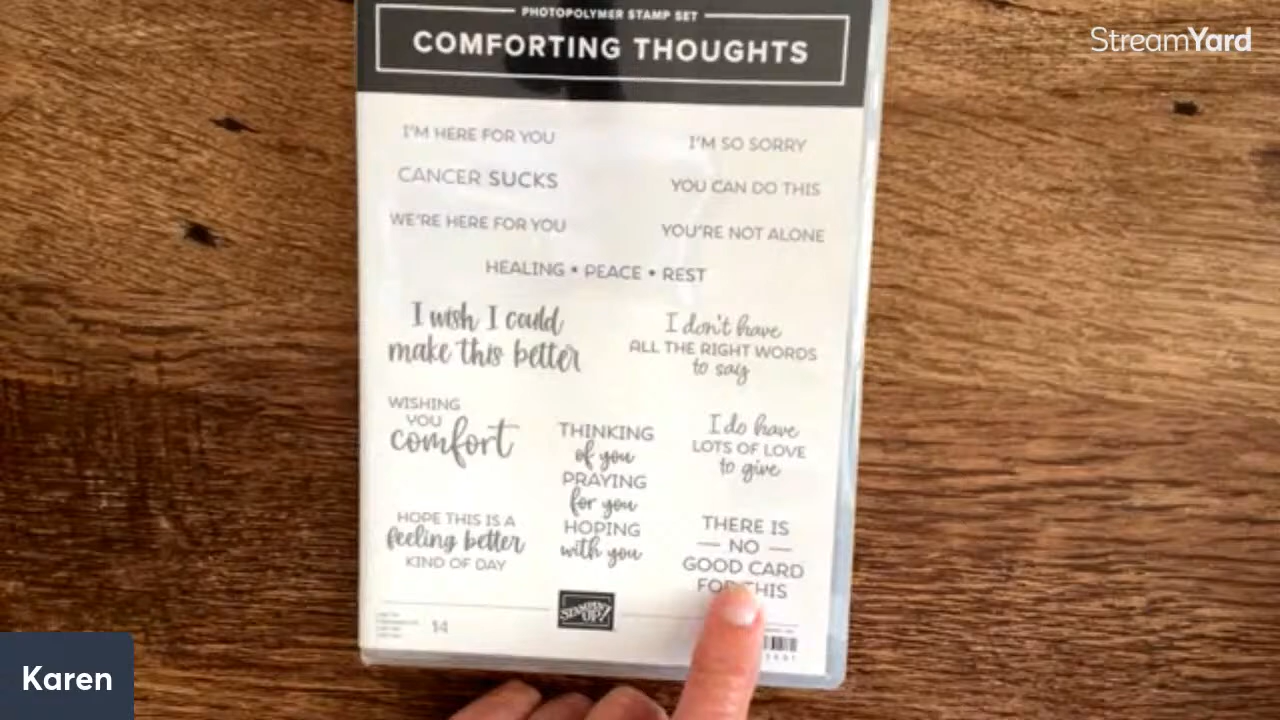 PHOTOPOLYMER STAMP SET
COMFORTING THOUGHTS
StreamYard
I'M HERE FOR YOU
I'M SO SORRY
CANCER SUCKS
YOU CAN DO THIS
WE'RE HERE FOR YOU
YOU'RE NOT ALONE
HEALING • PEACE • REST
I wish I could
make this better
I don't have
ALL THE RIGHT WORDS
to say
WISHING
YOU
comfort
THINKING
of you
PRAYING
for you
HOPING
with you
I do have
LOTS OF LOVE
to give
HOPE THIS IS A
feeling better
KIND OF DAY
THERE IS
— NO —
GOOD CARD
FOR THIS
STAMPIN' UP!
14
Karen